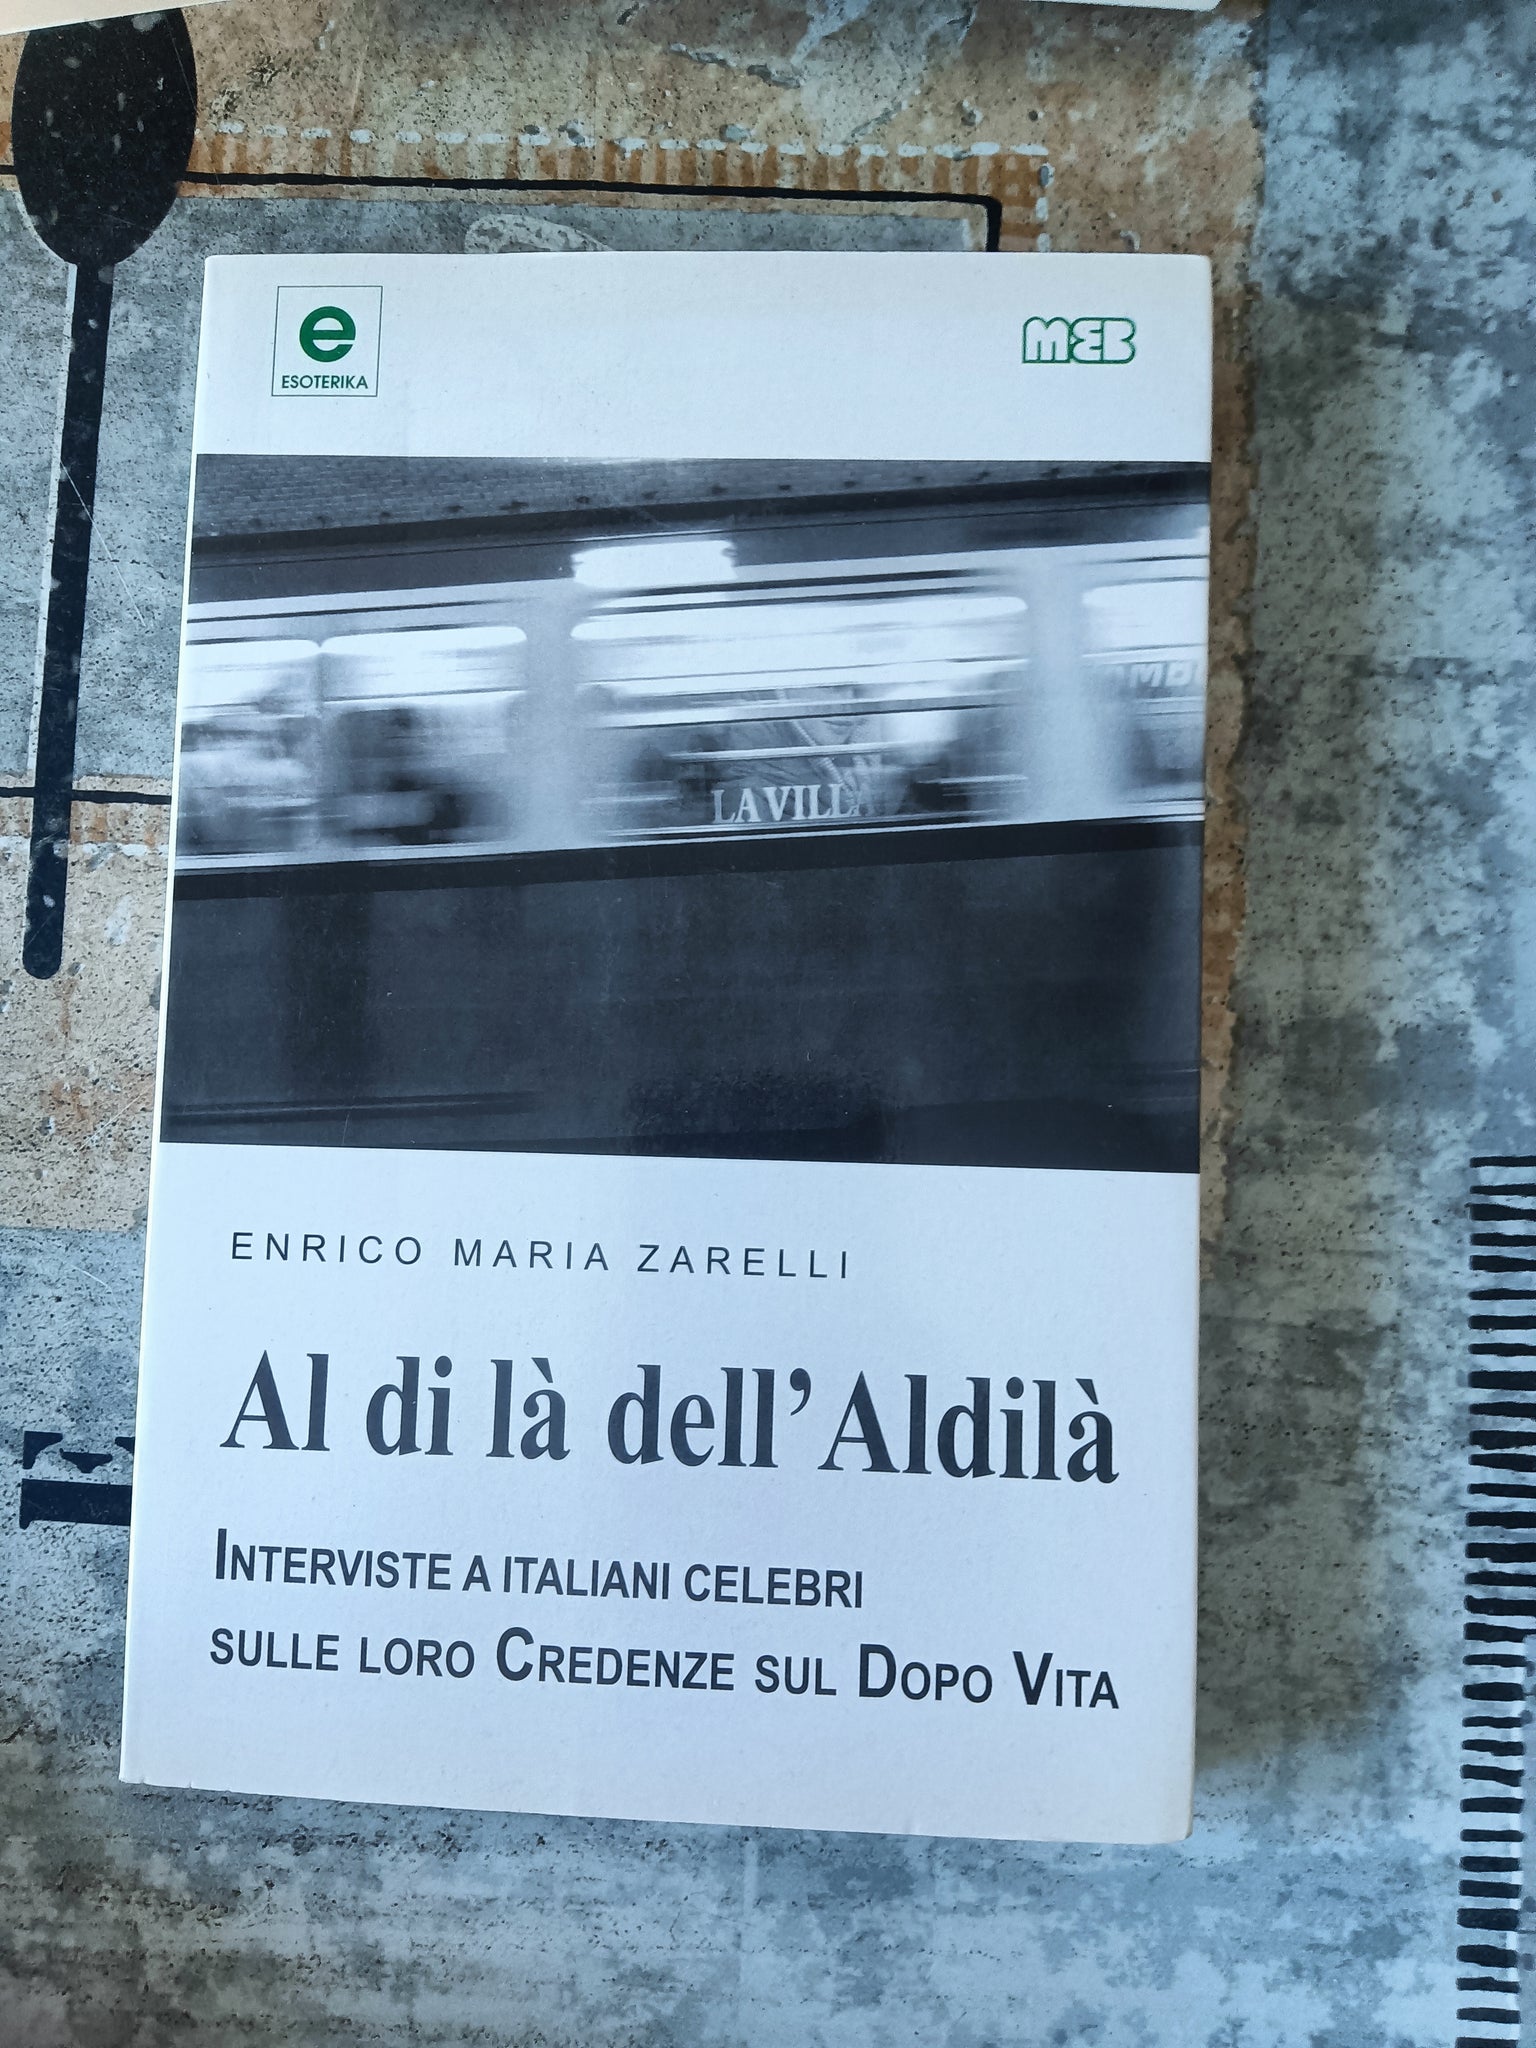 e
ESOTERIKA
MEB
LA VILL
ENRICO MARIA ZARELLI
Al di là dell'Aldilà
INTERVISTE A ITALIANI CELEBRI
SULLE LORO CREDENZE SUL DOPO VITA